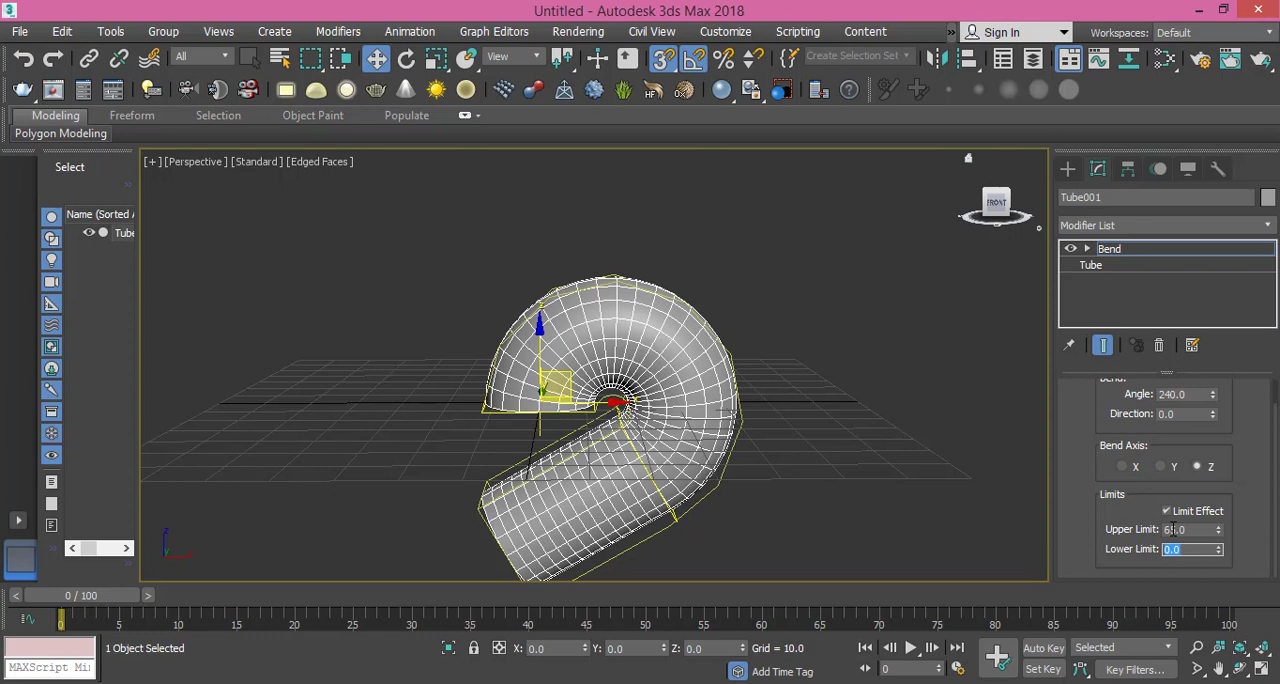 Untitled - Autodesk 3ds Max 2018
File Edit Tools Group Views Create Modifiers Animation Graph Editors Rendering Civil View Customize Scripting Content » Sign In Workspaces: Default
All View Create Selection Se
Modeling Freeform Selection Object Paint Populate
Polygon Modeling
Select
[+] [Perspective ] [Standard ] [Edged Faces ]
FRONT
Name (Sorted A
Tube
Tube001
Modifier List
Bend
Tube
Bend:
Angle: 240.0
Direction: 0.0
Bend Axis:
X Y Z
Limits
Limit Effect
Upper Limit:
Lower Limit: 0.0
0 / 100
0 5 10 15 20 25 30 35 40 45 50 55 60 65 70 75 80 85 90 95 100
MAXScript Mi
1 Object Selected
X: 0.0 Y: 0.0 Z: 0.0 Grid = 10.0
Add Time Tag
0
Auto Key Selected
Set Key Key Filters...